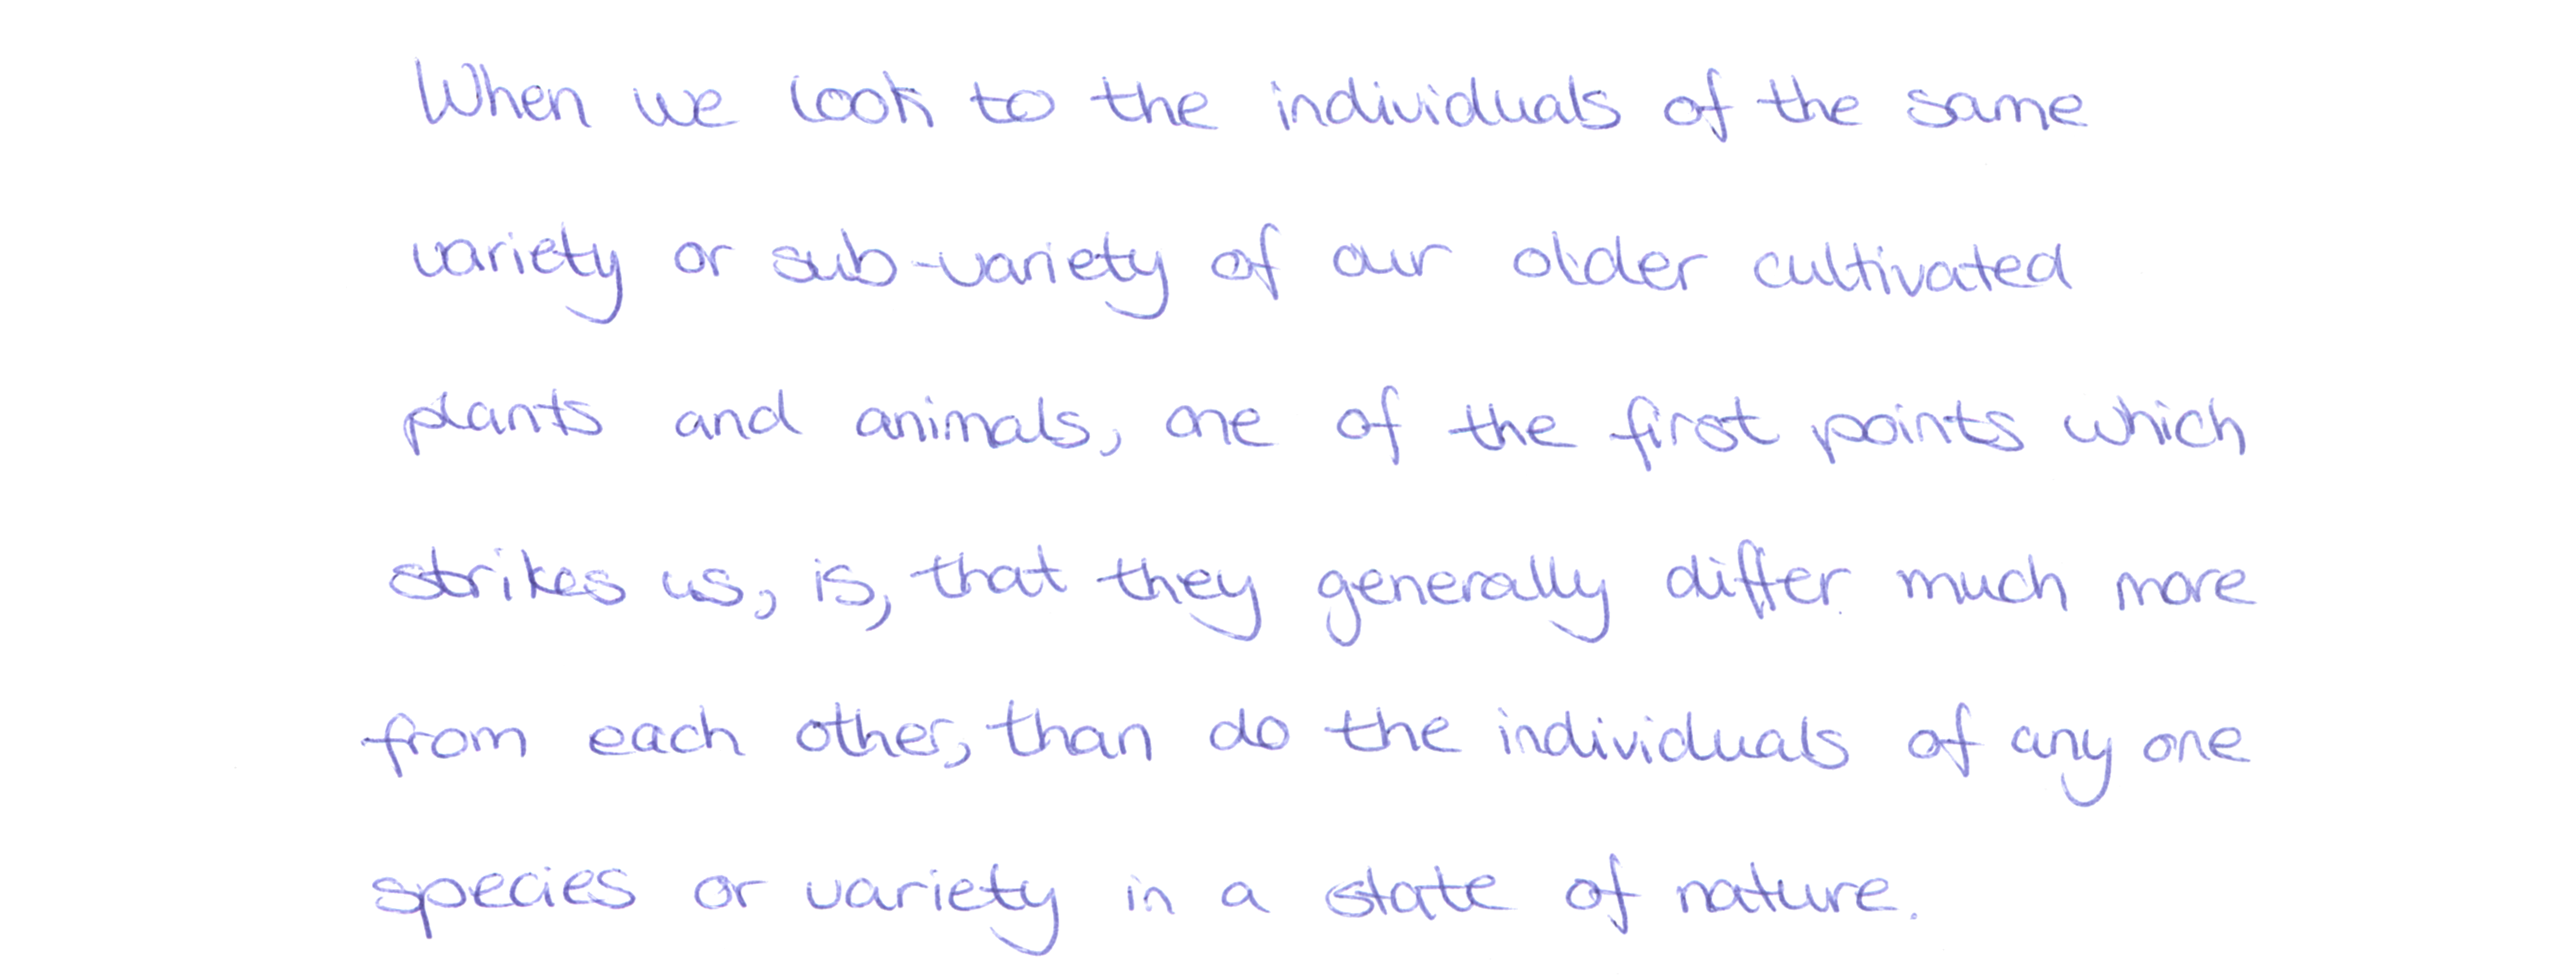 When we look to the individuals of the same
variety or sub-variety of our older cultivated
plants and animals, one of the first points which
strikes us, is, that they generally differ much more
from each other, than do the individuals of any one
species or variety in a state of nature.